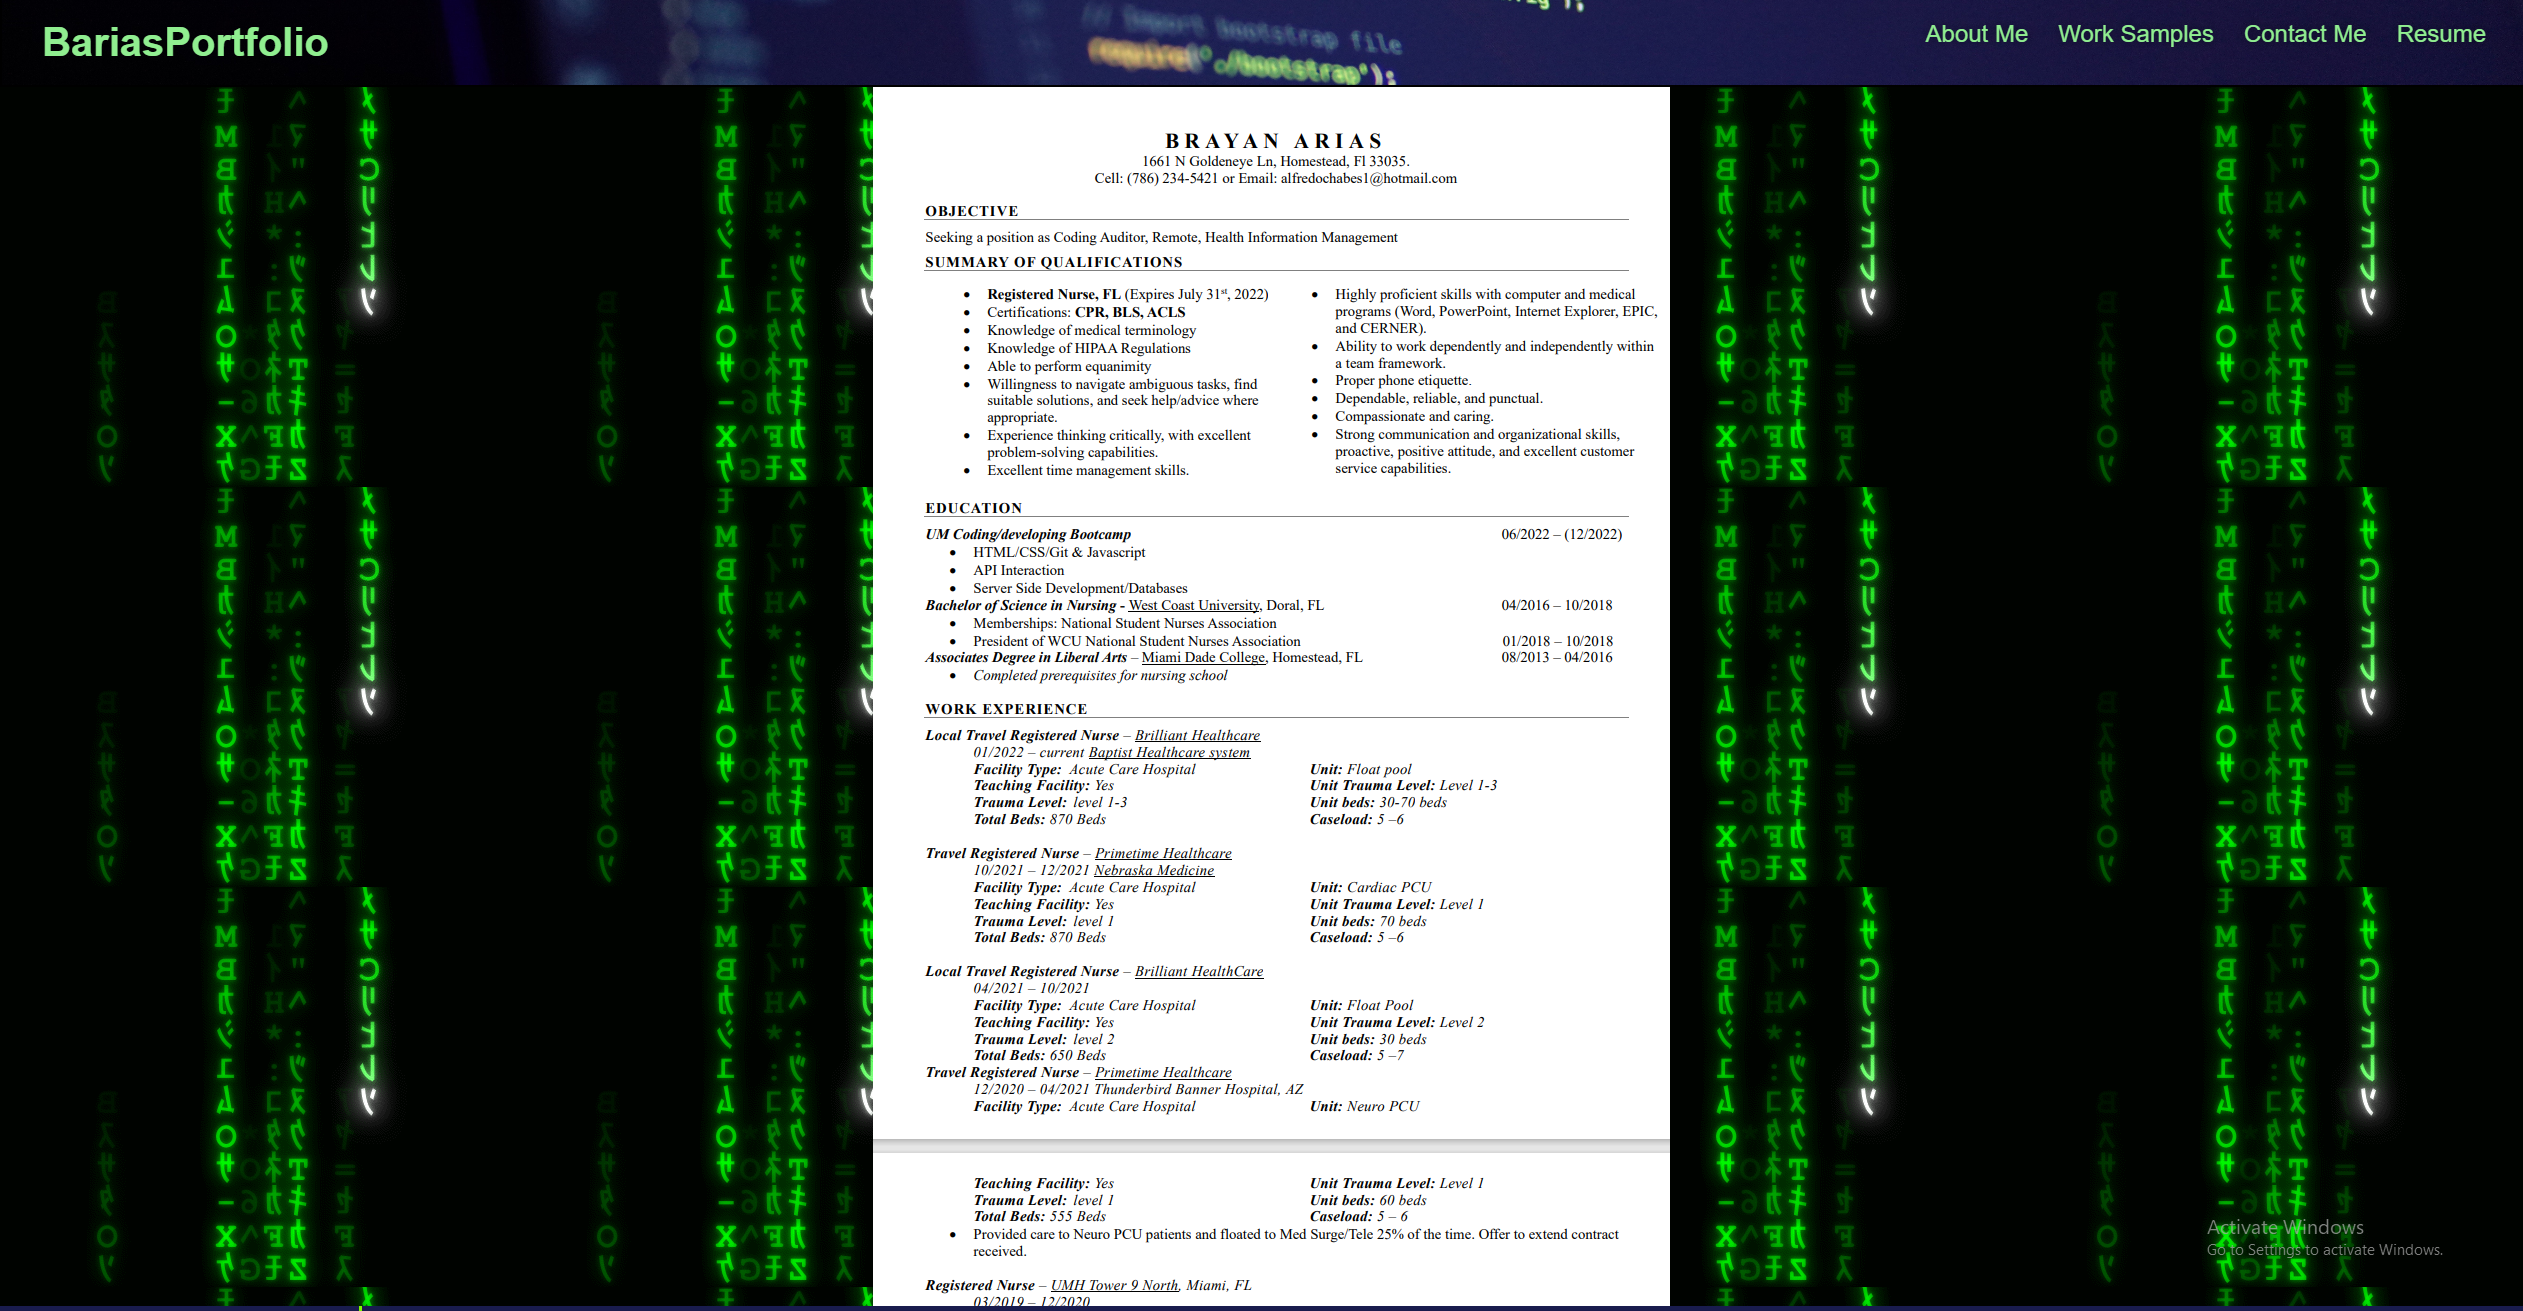 /// Import bootstrap file
require('./bootstrap');
BariasPortfolio
About Me Work Samples Contact Me Resume
BRAYAN ARIAS
1661 N Goldeneye Ln, Homestead, Fl 33035.
Cell: (786) 234-5421 or Email: alfredochabes1@hotmail.com
OBJECTIVE
Seeking a position as Coding Auditor, Remote, Health Information Management
SUMMARY OF QUALIFICATIONS
• Registered Nurse, FL (Expires July 31st, 2022)
• Certifications: CPR, BLS, ACLS
• Knowledge of medical terminology
• Knowledge of HIPAA Regulations
• Able to perform equanimity
• Willingness to navigate ambiguous tasks, find
suitable solutions, and seek help/advice where
appropriate.
• Experience thinking critically, with excellent
problem-solving capabilities.
• Excellent time management skills.
• Highly proficient skills with computer and medical
programs (Word, PowerPoint, Internet Explorer, EPIC,
and CERNER).
• Ability to work dependently and independently within
a team framework.
• Proper phone etiquette.
• Dependable, reliable, and punctual.
• Compassionate and caring.
• Strong communication and organizational skills,
proactive, positive attitude, and excellent customer
service capabilities.
EDUCATION
UM Coding/developing Bootcamp 06/2022 – (12/2022)
• HTML/CSS/Git & Javascript
• API Interaction
• Server Side Development/Databases
Bachelor of Science in Nursing - West Coast University, Doral, FL 04/2016 – 10/2018
• Memberships: National Student Nurses Association
• President of WCU National Student Nurses Association 01/2018 – 10/2018
Associates Degree in Liberal Arts – Miami Dade College, Homestead, FL 08/2013 – 04/2016
• Completed prerequisites for nursing school
WORK EXPERIENCE
Local Travel Registered Nurse – Brilliant Healthcare
01/2022 – current Baptist Healthcare system
Facility Type: Acute Care Hospital Unit: Float pool
Teaching Facility: Yes Unit Trauma Level: Level 1-3
Trauma Level: level 1-3 Unit beds: 30-70 beds
Total Beds: 870 Beds Caseload: 5 –6
Travel Registered Nurse – Primetime Healthcare
10/2021 – 12/2021 Nebraska Medicine
Facility Type: Acute Care Hospital Unit: Cardiac PCU
Teaching Facility: Yes Unit Trauma Level: Level 1
Trauma Level: level 1 Unit beds: 70 beds
Total Beds: 870 Beds Caseload: 5 –6
Local Travel Registered Nurse – Brilliant HealthCare
04/2021 – 10/2021
Facility Type: Acute Care Hospital Unit: Float Pool
Teaching Facility: Yes Unit Trauma Level: Level 2
Trauma Level: level 2 Unit beds: 30 beds
Total Beds: 650 Beds Caseload: 5 –7
Travel Registered Nurse – Primetime Healthcare
12/2020 – 04/2021 Thunderbird Banner Hospital, AZ
Facility Type: Acute Care Hospital Unit: Neuro PCU
Teaching Facility: Yes Unit Trauma Level: Level 1
Trauma Level: level 1 Unit beds: 60 beds
Total Beds: 555 Beds Caseload: 5 – 6
• Provided care to Neuro PCU patients and floated to Med Surge/Tele 25% of the time. Offer to extend contract
received.
Registered Nurse – UMH Tower 9 North, Miami, FL
03/2019 – 12/2020
Activate Windows
Go to Settings to activate Windows.